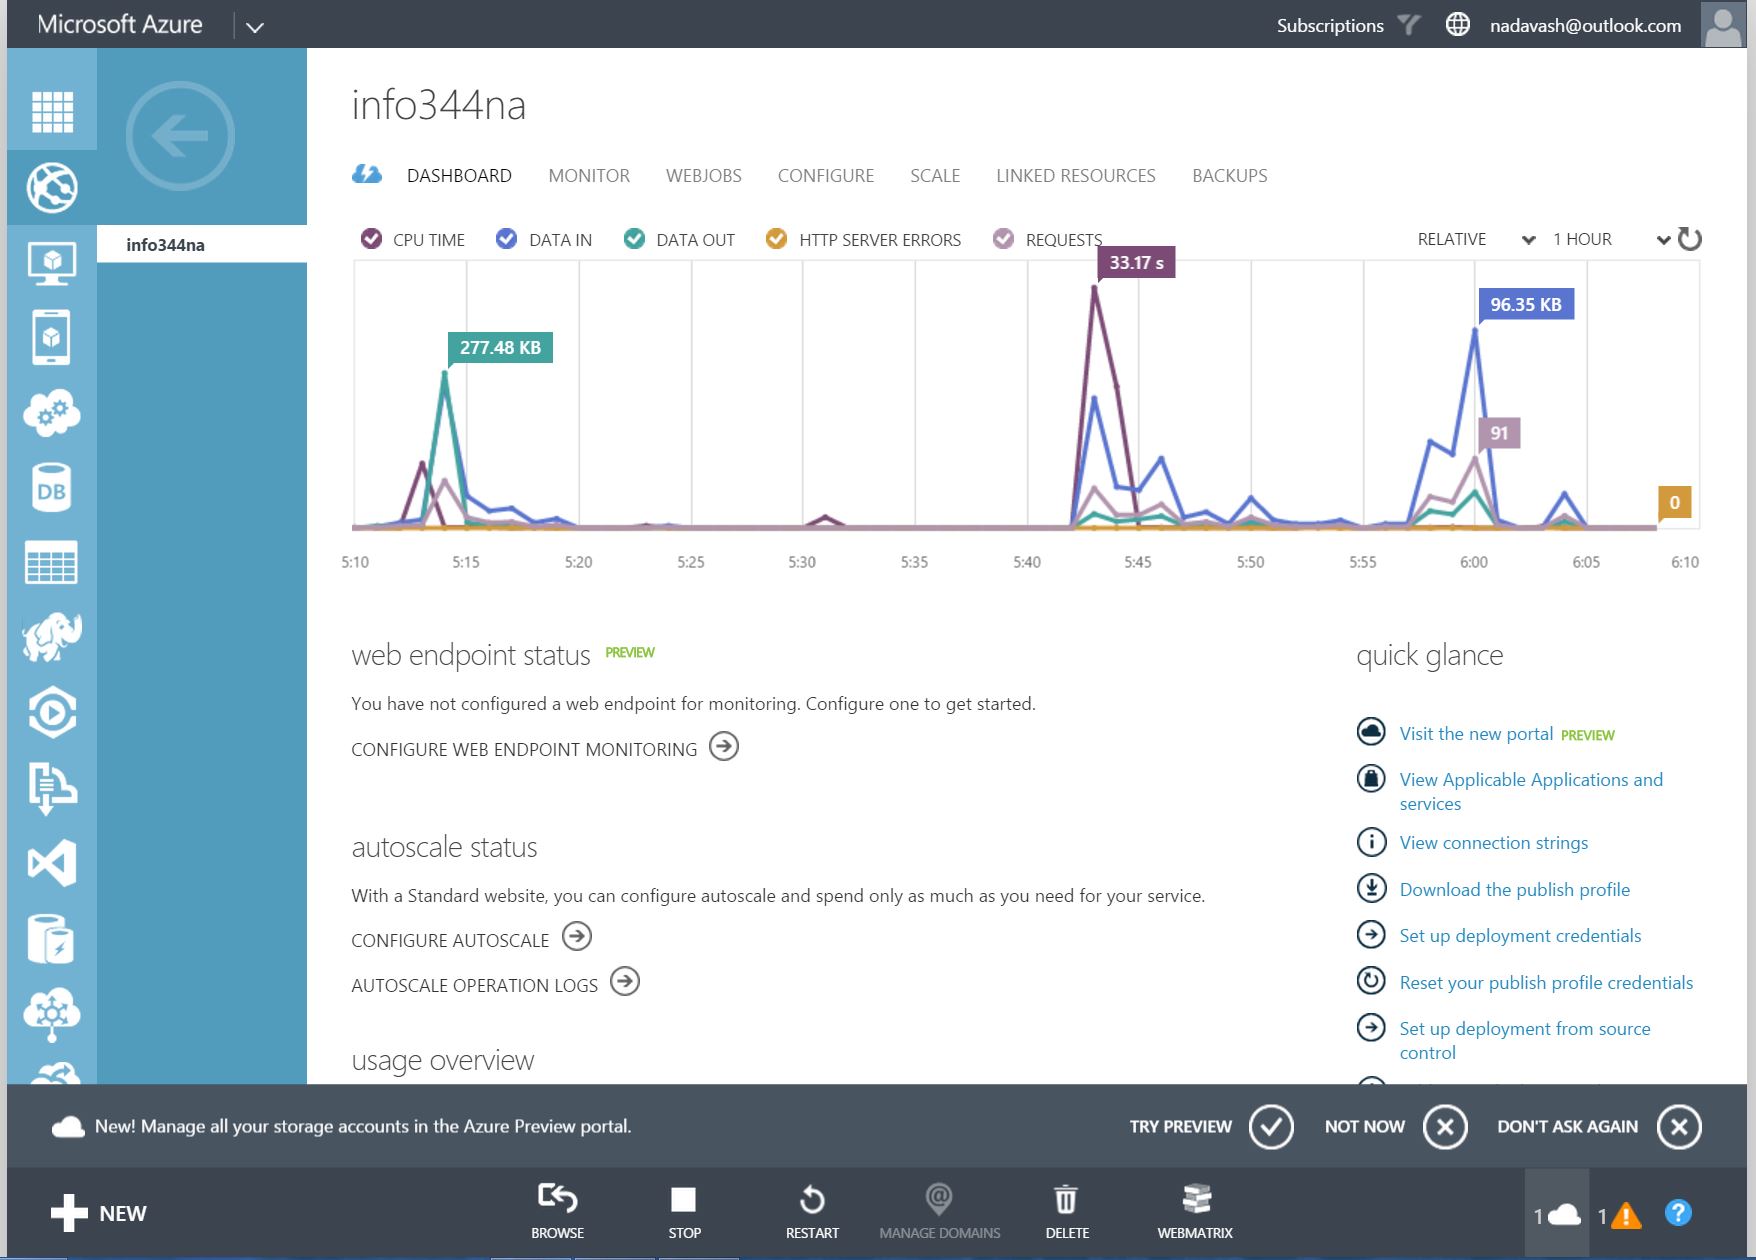 Microsoft Azure
Subscriptions
nadavash@outlook.com
info344na
info344na
DASHBOARD MONITOR WEBJOBS CONFIGURE SCALE LINKED RESOURCES BACKUPS
CPU TIME DATA IN DATA OUT HTTP SERVER ERRORS REQUESTS
RELATIVE 1 HOUR
33.17 s
96.35 KB
277.48 KB
91
0
5:10 5:15 5:20 5:25 5:30 5:35 5:40 5:45 5:50 5:55 6:00 6:05 6:10
DB
web endpoint status PREVIEW
You have not configured a web endpoint for monitoring. Configure one to get started.
CONFIGURE WEB ENDPOINT MONITORING
autoscale status
With a Standard website, you can configure autoscale and spend only as much as you need for your service.
CONFIGURE AUTOSCALE
AUTOSCALE OPERATION LOGS
usage overview
quick glance
Visit the new portal PREVIEW
View Applicable Applications and
services
View connection strings
Download the publish profile
Set up deployment credentials
Reset your publish profile credentials
Set up deployment from source
control
New! Manage all your storage accounts in the Azure Preview portal.
TRY PREVIEW NOT NOW DON'T ASK AGAIN
NEW
BROWSE STOP RESTART MANAGE DOMAINS DELETE WEBMATRIX
1 1 ?